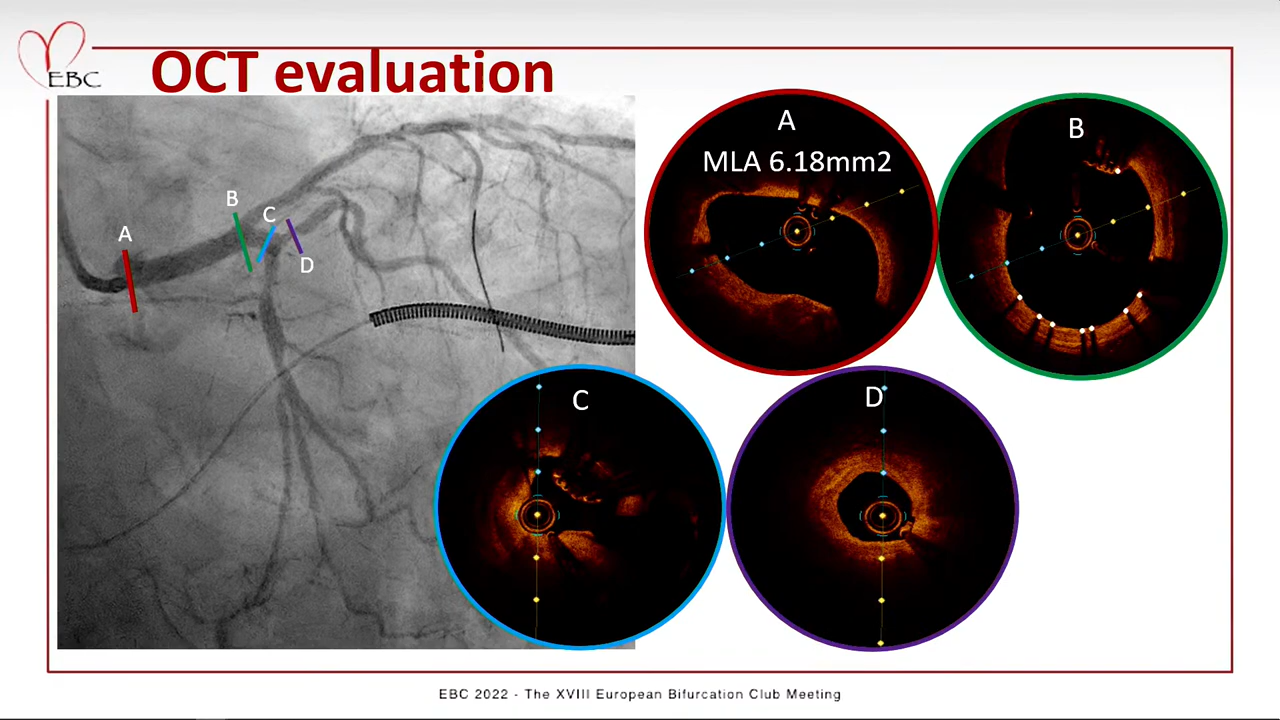 EBC
OCT evaluation
A
B
C
D
A
MLA 6.18mm2
B
C
D
EBC 2022 - The XVIII European Bifurcation Club Meeting